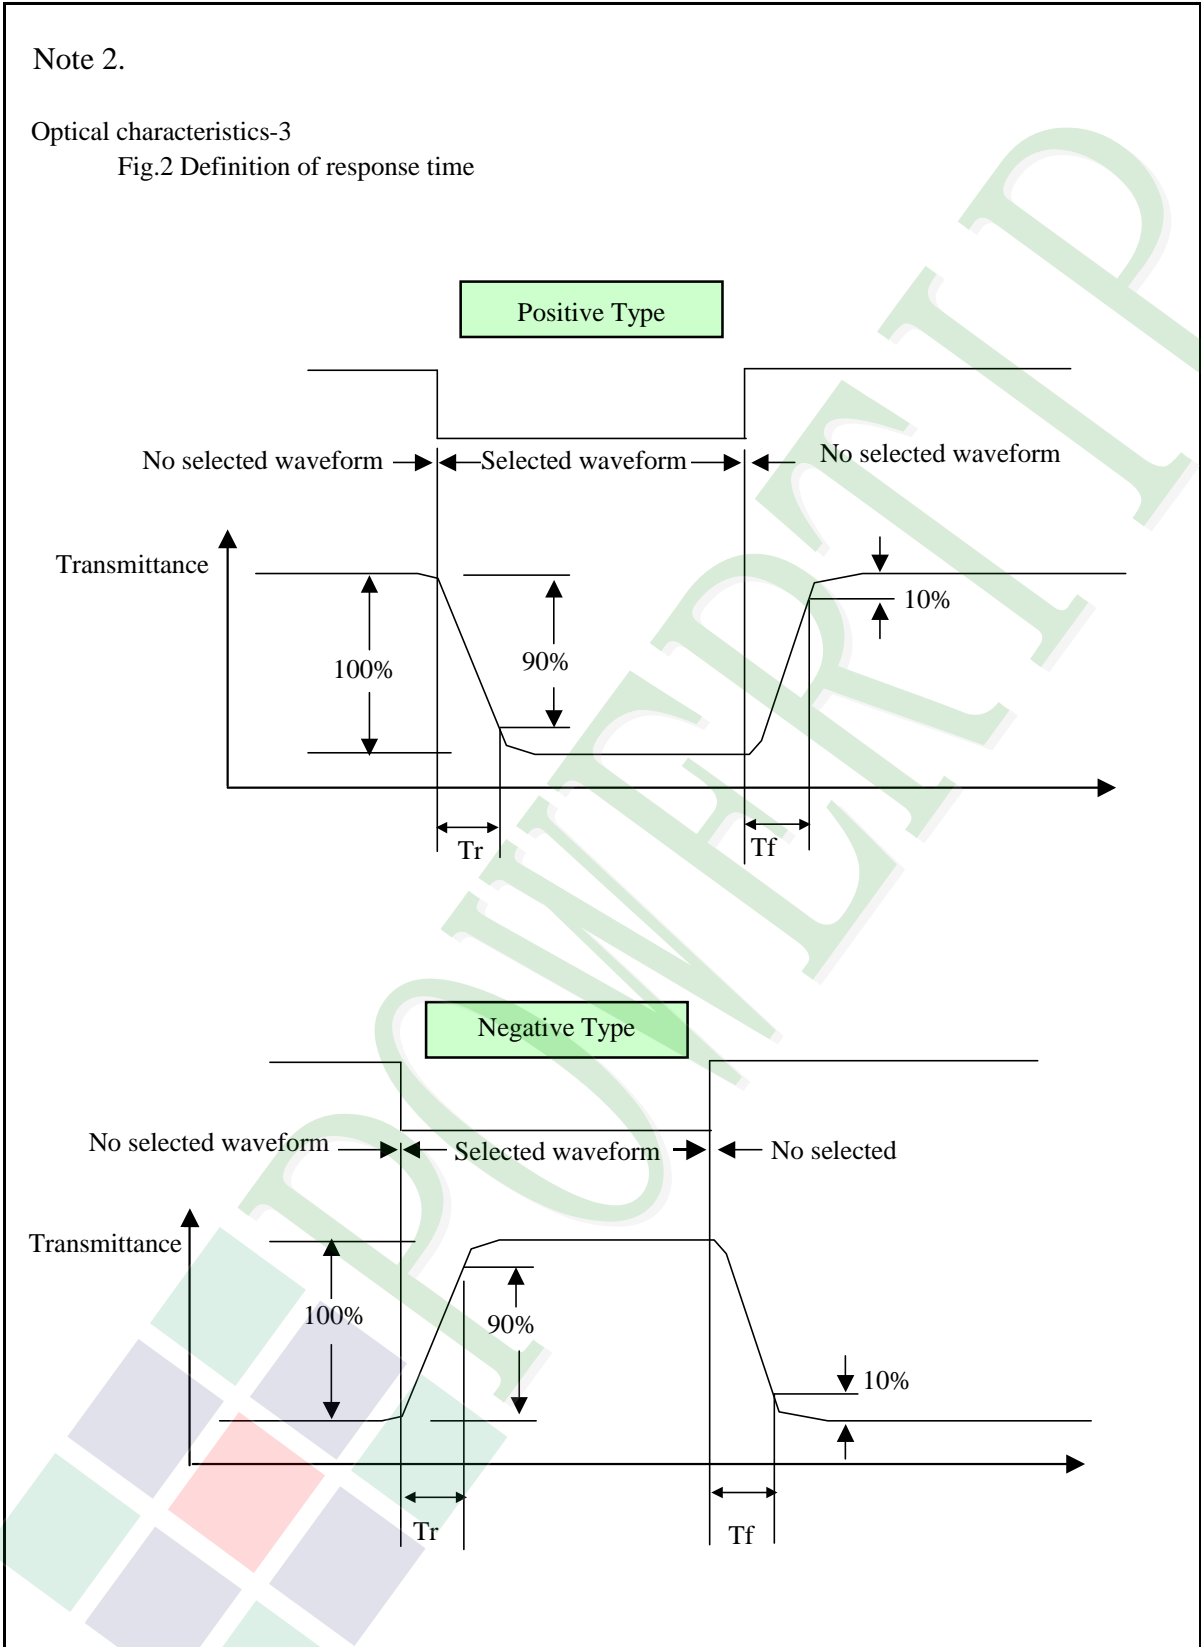 Note 2.
Optical characteristics-3
Fig.2 Definition of response time
Positive Type
No selected waveform
Selected waveform
No selected waveform
Transmittance
100%
90%
10%
Tr
Tf
Negative Type
No selected waveform
Selected waveform
No selected
Transmittance
100%
90%
10%
Tr
Tf
POWERTIP